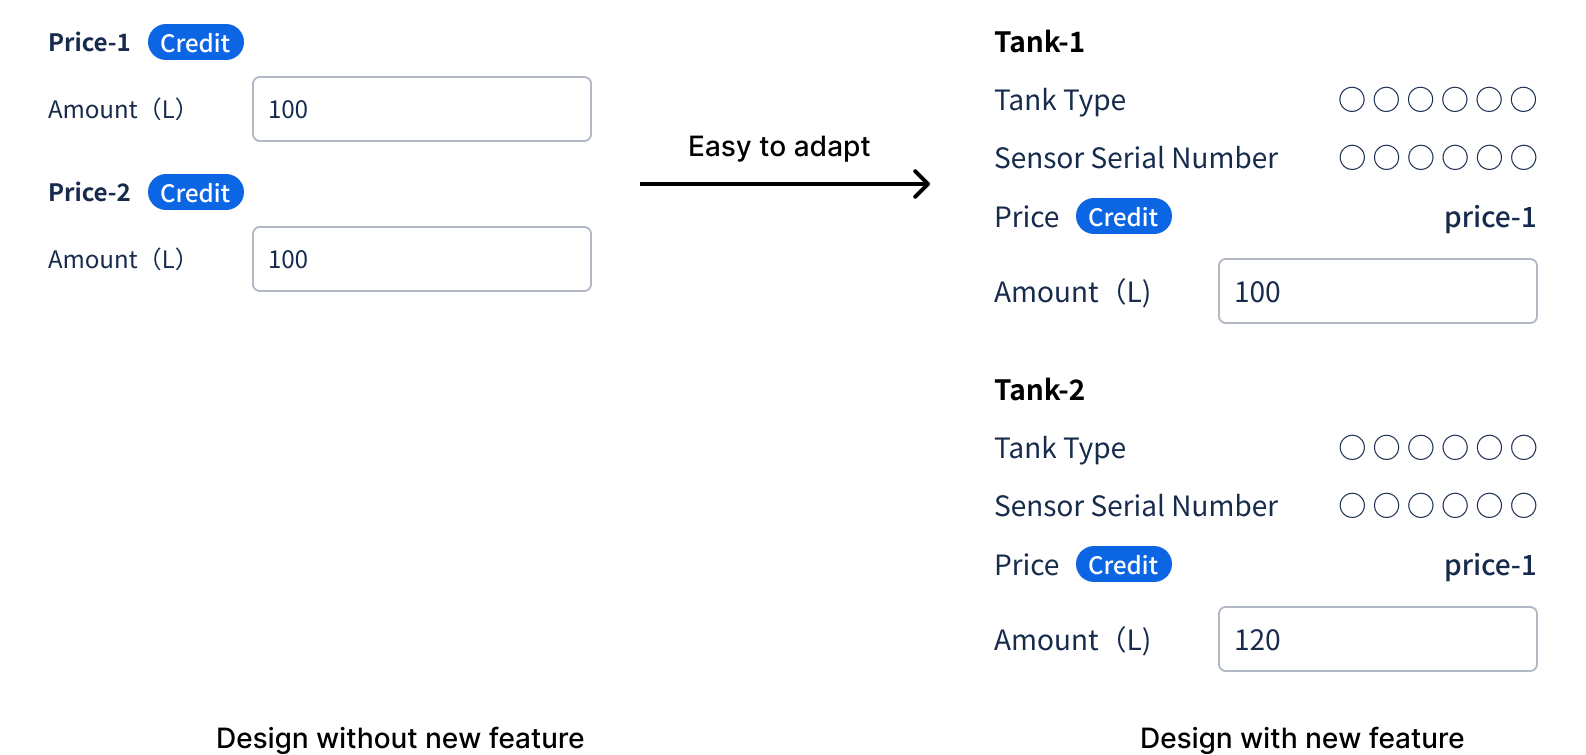 Price-1 Credit
Amount（L）
100
Price-2 Credit
Amount（L）
100
Easy to adapt
Tank-1
Tank Type ○○○○○○
Sensor Serial Number ○○○○○○
Price Credit price-1
Amount（L） 100
Tank-2
Tank Type ○○○○○○
Sensor Serial Number ○○○○○○
Price Credit price-1
Amount（L） 120
Design without new feature
Design with new feature